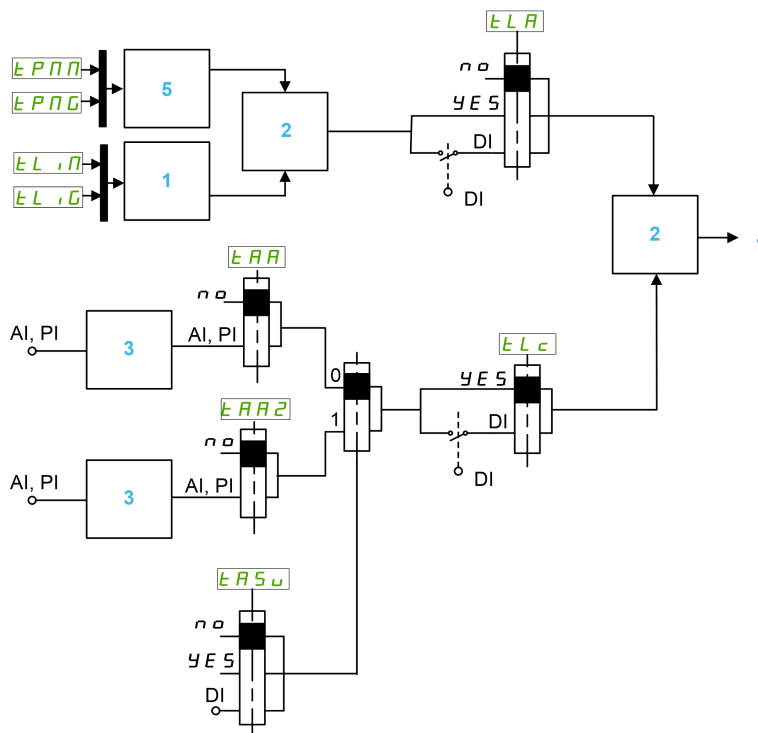 tLA
tPMM
tPMG
5
no
YES
2
DI
tLiM
tLiG
1
DI
2
tAA
no
AI, PI
3
AI, PI
tLc
0
YES
tAA2
1
no
DI
AI, PI
3
AI, PI
DI
tASu
no
YES
DI